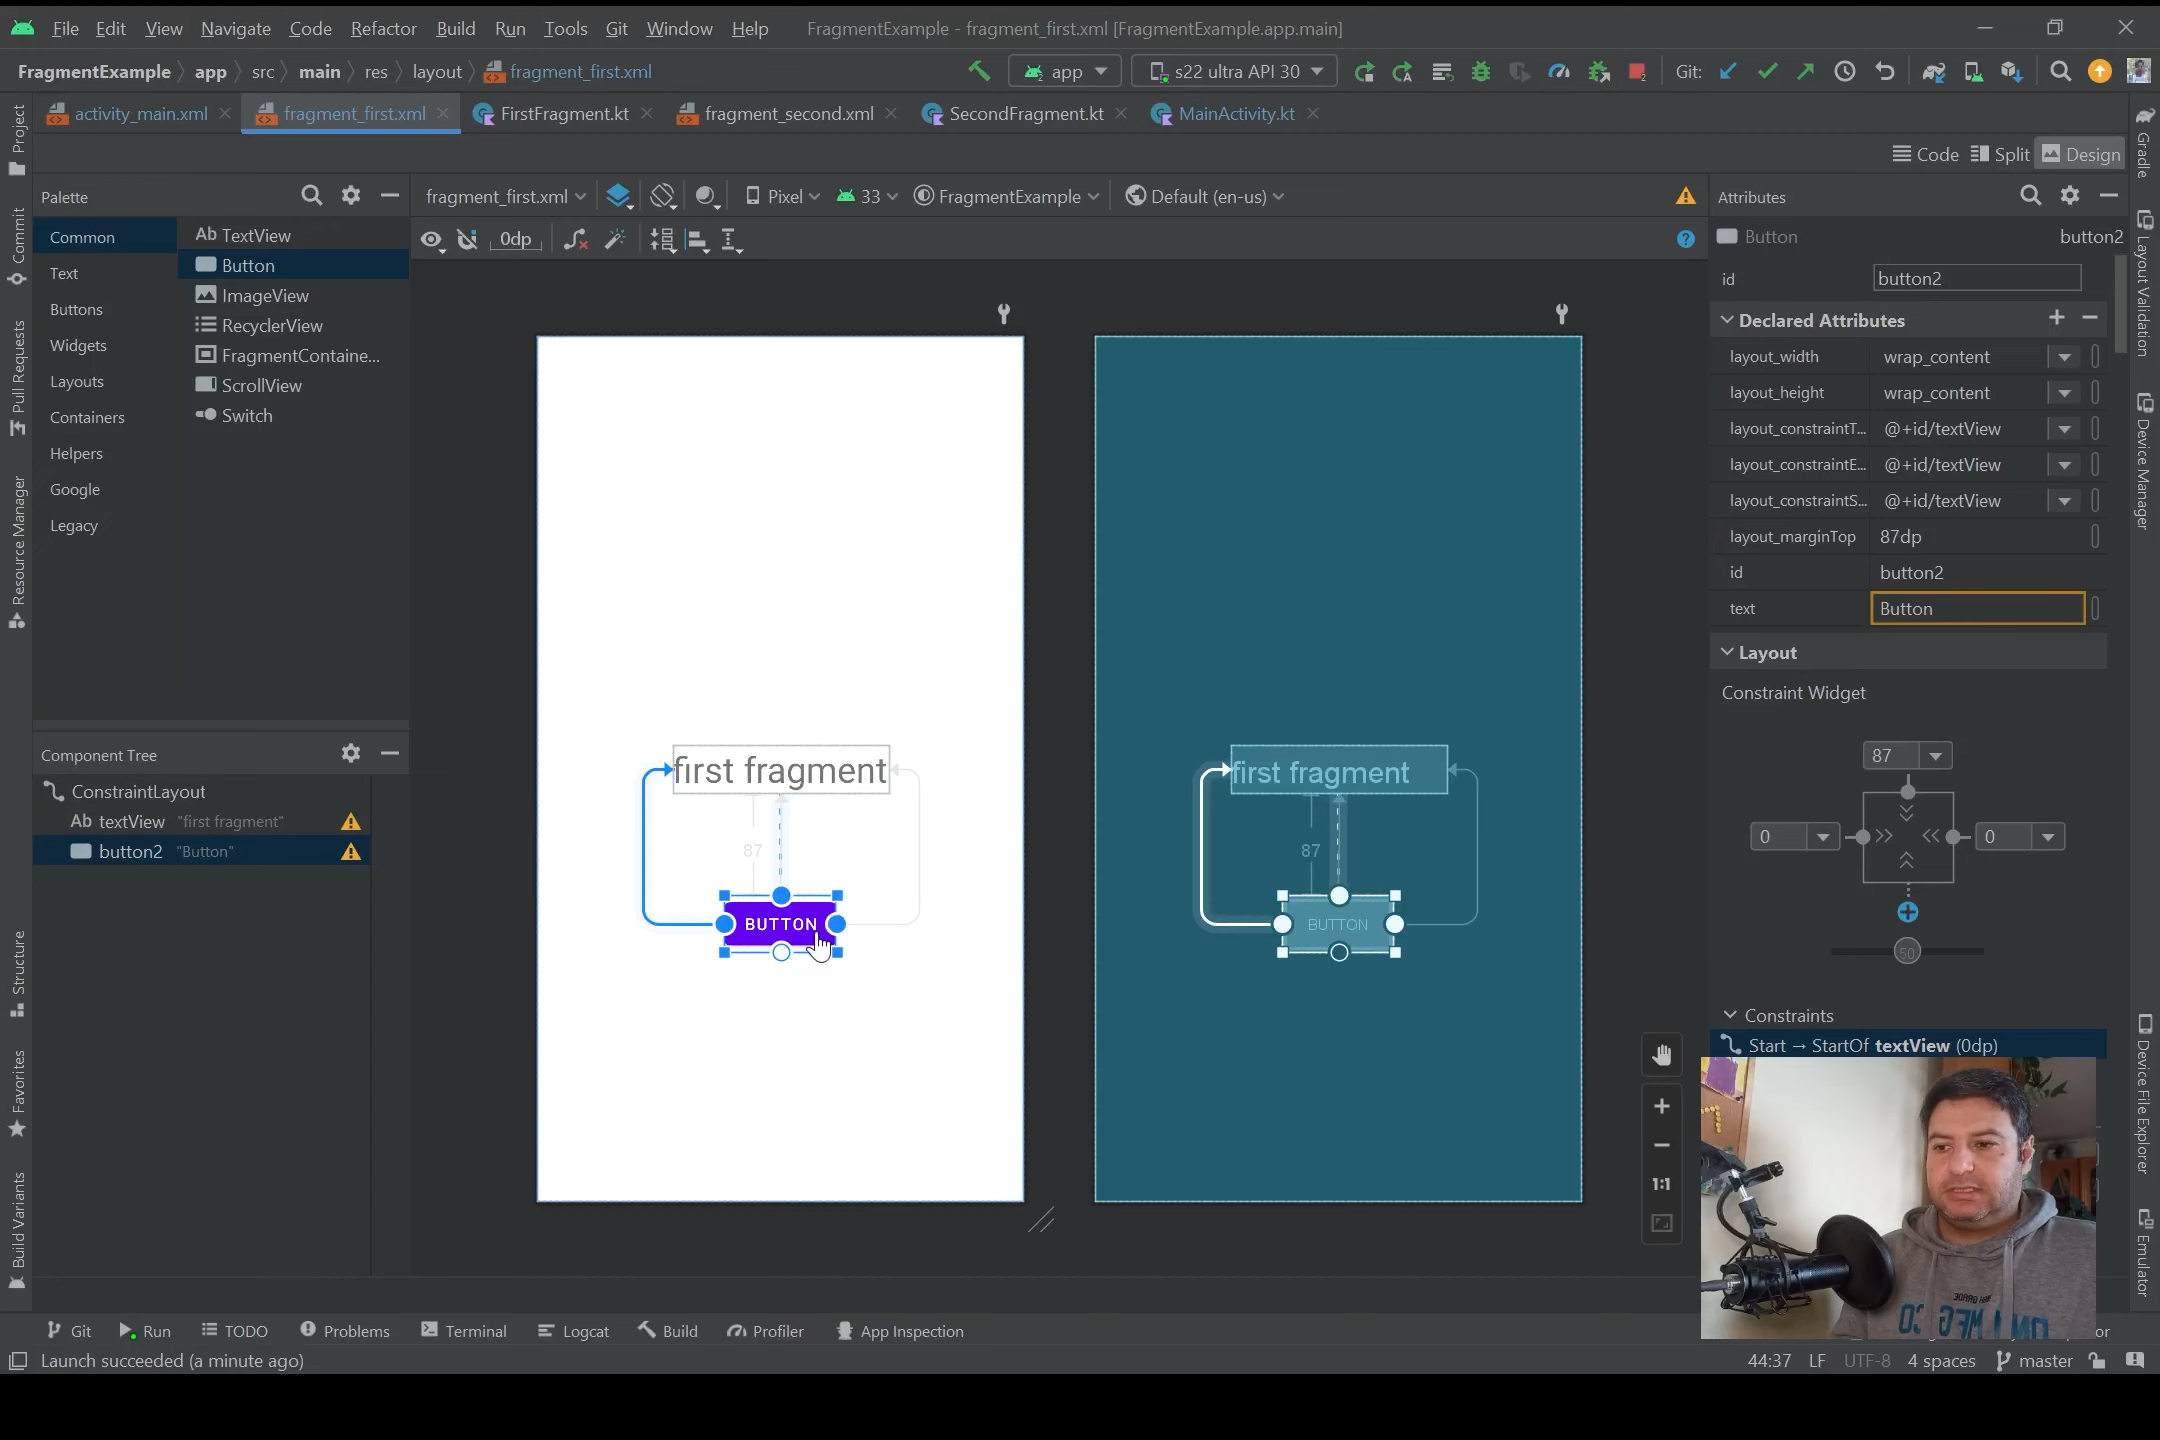 File Edit View Navigate Code Refactor Build Run Tools Git Window Help FragmentExample - fragment_first.xml [FragmentExample.app.main]
FragmentExample app src main res layout fragment_first.xml app s22 ultra API 30 Git:
activity_main.xml fragment_first.xml FirstFragment.kt fragment_second.xml SecondFragment.kt MainActivity.kt
Code Split Design
Palette
Common
Text
Buttons
Widgets
Layouts
Containers
Helpers
Google
Legacy
Ab TextView
Button
ImageView
RecyclerView
FragmentContaine...
ScrollView
Switch
fragment_first.xml Pixel 33 FragmentExample Default (en-us)
0dp
first fragment
87
BUTTON
first fragment
87
BUTTON
1:1
Component Tree
ConstraintLayout
Ab textView "first fragment"
button2 "Button"
Attributes
Button button2
id button2
Declared Attributes
layout_width wrap_content
layout_height wrap_content
layout_constraintT... @+id/textView
layout_constraintE... @+id/textView
layout_constraintS... @+id/textView
layout_marginTop 87dp
id button2
text Button
Layout
Constraint Widget
87
0 0
50
Constraints
Start → StartOf textView (0dp)
Project
Commit
Pull Requests
Resource Manager
Structure
Favorites
Build Variants
Gradle
Layout Validation
Device Manager
Device File Explorer
Emulator
Git Run TODO Problems Terminal Logcat Build Profiler App Inspection
Launch succeeded (a minute ago) 44:37 LF UTF-8 4 spaces master